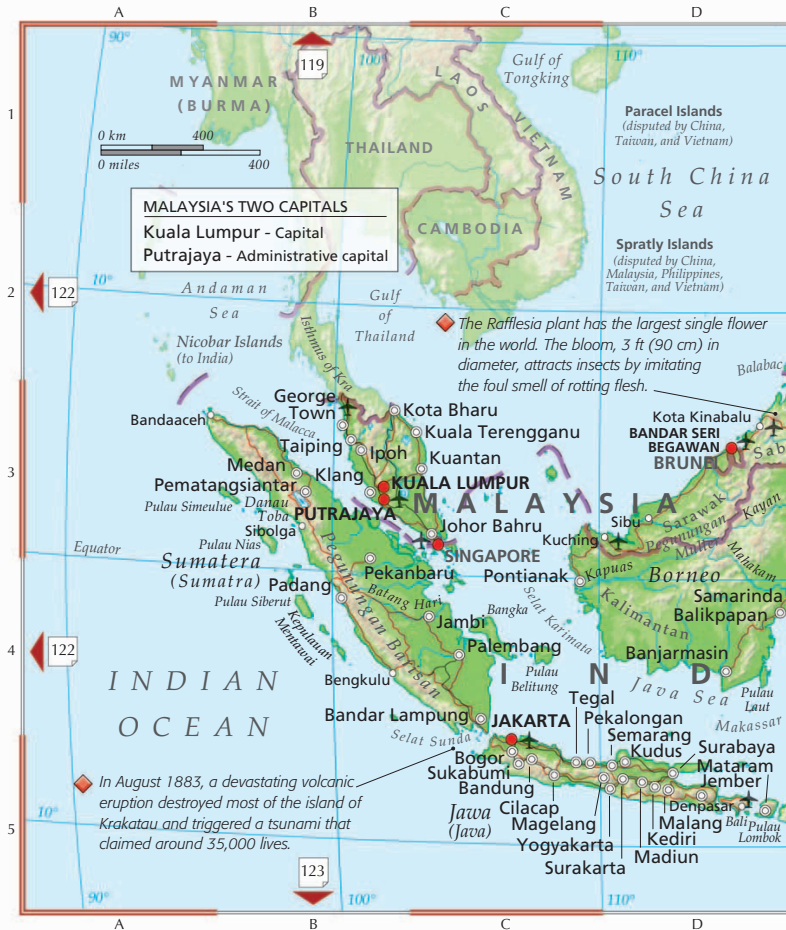 A
B
C
D
90°
100°
110°
119
1
MYANMAR
(BURMA)
LAOS
Gulf of
Tongking
VIETNAM
Paracel Islands
(disputed by China,
Taiwan, and Vietnam)
0 km 400
0 miles 400
THAILAND
South China
Sea
MALAYSIA'S TWO CAPITALS
Kuala Lumpur - Capital
Putrajaya - Administrative capital
CAMBODIA
Spratly Islands
(disputed by China,
Malaysia, Philippines,
Taiwan, and Vietnam)
2
122
10°
10°
Andaman
Sea
Gulf
of
Thailand
Nicobar Islands
(to India)
Isthmus of Kra
The Rafflesia plant has the largest single flower
in the world. The bloom, 3 ft (90 cm) in
diameter, attracts insects by imitating
the foul smell of rotting flesh.
Balabac
Strait of Malacca
George
Town
Kota Bharu
Kota Kinabalu
Bandaaceh
Kuala Terengganu
BANDAR SERI
BEGAWAN
BRUNEI
Sab
Taiping
Ipoh
Kuantan
3
Medan
Klang
KUALA LUMPUR
Pematangsiantar
MALAYSIA
Pulau Simeulue
Danau
Toba
PUTRAJAYA
Sibu
Sarawak
Kayan
Sibolga
Johor Bahru
Kuching
Pegunungan
Muller
Equator
Pulau Nias
SINGAPORE
Sumatera
(Sumatra)
Pekanbaru
Pontianak
Kapuas
Borneo
Mahakam
Padang
Pegunungan Barisan
Batang Hari
Samarinda
Pulau Siberut
Bangka
Selat Karimata
Kalimantan
Balikpapan
Kepulauan
Mentawai
Jambi
4
122
Palembang
Banjarmasin
INDIAN
OCEAN
Bengkulu
Pulau
Belitung
IND
Java Sea
Pulau
Laut
Bandar Lampung
JAKARTA
Tegal
Pekalongan
Makassar
Selat Sunda
Semarang
Kudus
Surabaya
Bogor
Sukabumi
Bandung
Mataram
Jember
In August 1883, a devastating volcanic
eruption destroyed most of the island of
Krakatau and triggered a tsunami that
claimed around 35,000 lives.
Jawa
(Java)
Cilacap
Magelang
Yogyakarta
Surakarta
Madiun
Kediri
Malang
Denpasar
Bali
Pulau
Lombok
5
10°
123
90°
100°
110°
A
B
C
D